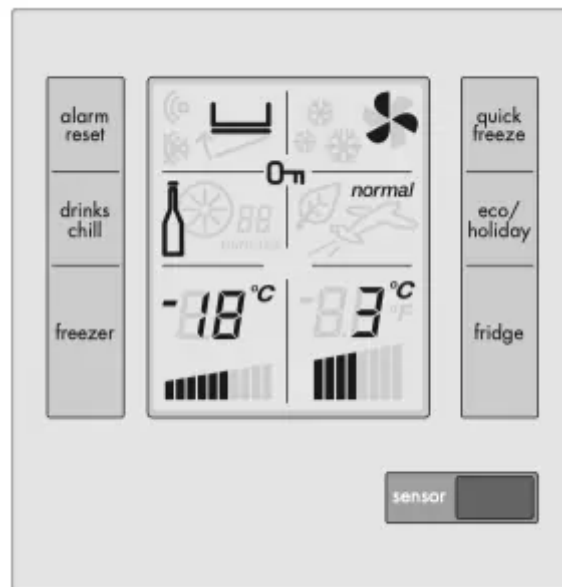 alarm
reset
quick
freeze
drinks
chill
normal
eco/
holiday
freezer
-18°C
3°C
°F
fridge
sensor